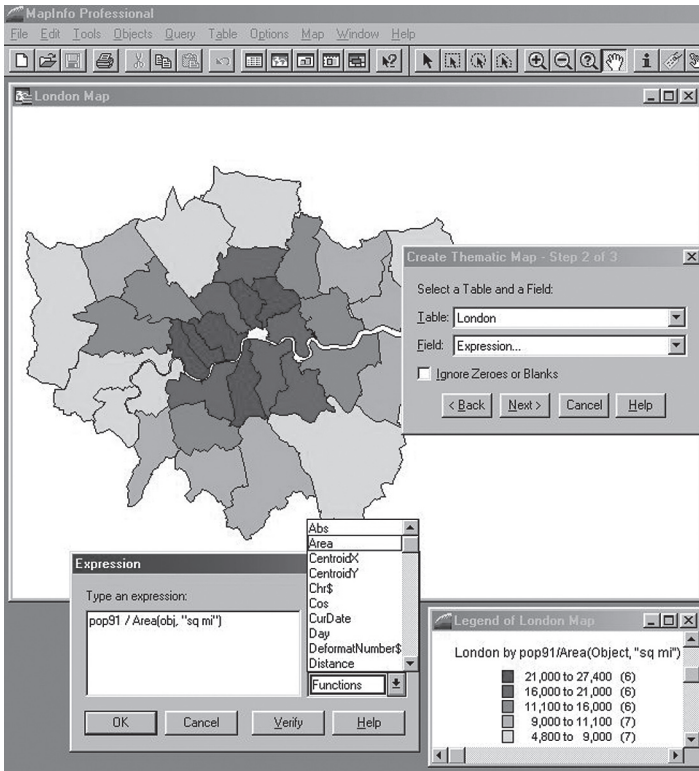 MapInfo Professional
File Edit Tools Objects Query Table Options Map Window Help
London Map
Create Thematic Map - Step 2 of 3
Select a Table and a Field:
Table: London
Field: Expression...
Ignore Zeroes or Blanks
< Back Next > Cancel Help
Expression
Type an expression:
pop91 / Area(obj, "sq mi")
Abs
Area
CentroidX
CentroidY
Chr$
Cos
CurDate
Day
DeformatNumber$
Distance
Functions
OK Cancel Verify Help
Legend of London Map
London by pop91/Area(Object, "sq mi")
21,000 to 27,400 (6)
16,000 to 21,000 (6)
11,100 to 16,000 (6)
9,000 to 11,100 (7)
4,800 to 9,000 (7)